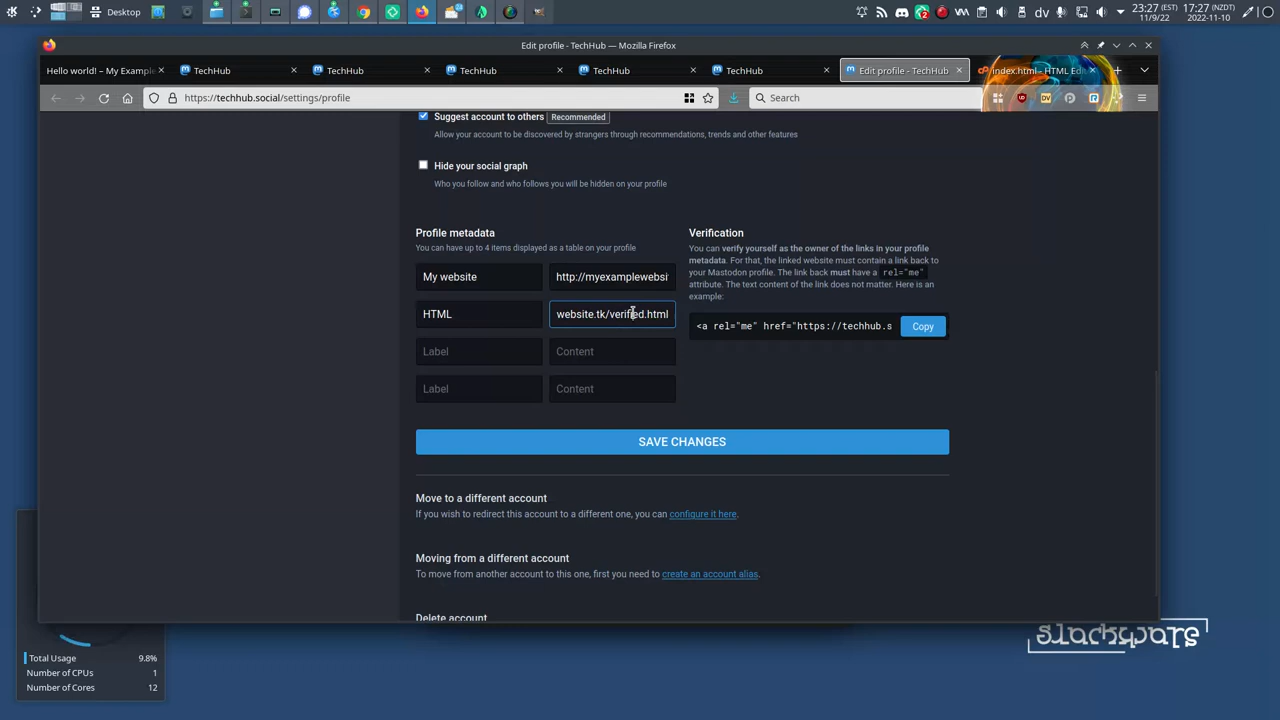 Desktop
dv
23:27 (EST)
11/9/22
17:27 (NZDT)
2022-11-10
Edit profile - TechHub — Mozilla Firefox
Hello world! – My Example
TechHub
TechHub
TechHub
TechHub
TechHub
Edit profile - TechHub
index.html - HTML Edi
https://techhub.social/settings/profile
Search
Suggest account to others Recommended
Allow your account to be discovered by strangers through recommendations, trends and other features
Hide your social graph
Who you follow and who follows you will be hidden on your profile
Profile metadata
You can have up to 4 items displayed as a table on your profile
My website http://myexamplewebsi
HTML website.tk/verified.html
Label Content
Label Content
Verification
You can verify yourself as the owner of the links in your profile
metadata. For that, the linked website must contain a link back to
your Mastodon profile. The link back must have a rel="me"
attribute. The text content of the link does not matter. Here is an
example:
<a rel="me" href="https://techhub.s Copy
SAVE CHANGES
Move to a different account
If you wish to redirect this account to a different one, you can configure it here.
Moving from a different account
To move from another account to this one, first you need to create an account alias.
Delete account
Total Usage 9.8%
Number of CPUs 1
Number of Cores 12
slackware